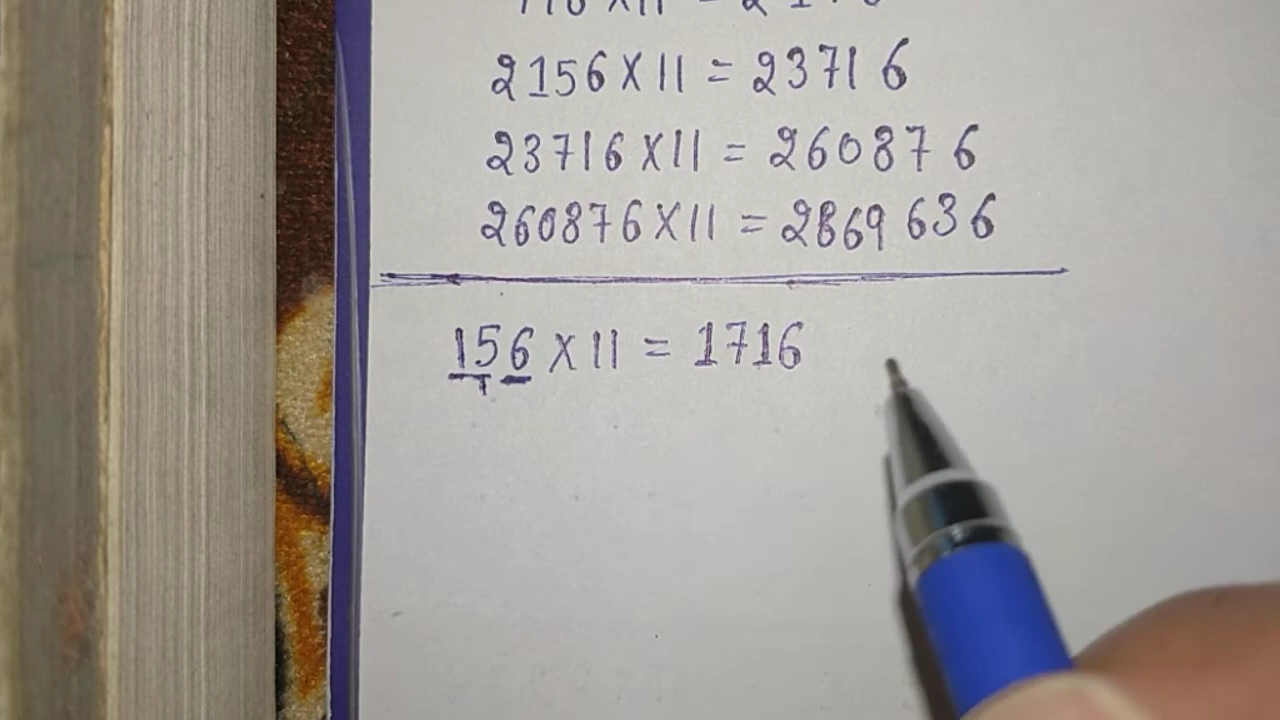 2156 X 11 = 23716
23716 X 11 = 260876
260876 X 11 = 2869636
156 X 11 = 1716